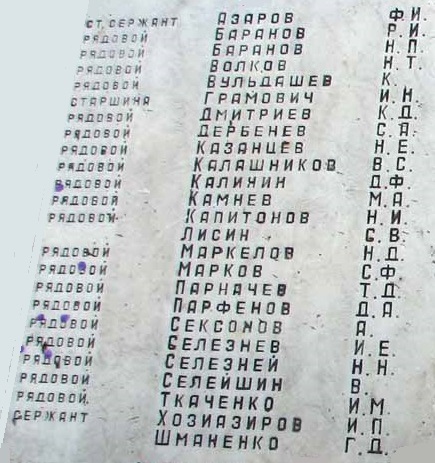 СТ.СЕРЖАНТ АЗАРОВ Ф.И.
РЯДОВОЙ БАРАНОВ Р.И.
РЯДОВОЙ БАРАНОВ Н.П.
РЯДОВОЙ ВОЛКОВ Н.Т.
РЯДОВОЙ ВУЛЬДАШЕВ К.
СТАРШИНА ГРАМОВИЧ И.Н.
РЯДОВОЙ ДМИТРИЕВ К.Д.
РЯДОВОЙ ДЕРБЕНЕВ С.А.
РЯДОВОЙ КАЗАНЦЕВ Н.Е.
РЯДОВОЙ КАЛАШНИКОВ В.С.
РЯДОВОЙ КАЛИНИН Д.Ф.
РЯДОВОЙ КАМНЕВ М.А.
РЯДОВОЙ КАПИТОНОВ Н.И.
ЛИСИН С.В.
РЯДОВОЙ МАРКЕЛОВ Н.Д.
РЯДОВОЙ МАРКОВ С.Ф.
РЯДОВОЙ ПАРНАЧЕВ Т.Д.
РЯДОВОЙ ПАРФЕНОВ Д.А.
РЯДОВОЙ СЕКСОМОВ А.
РЯДОВОЙ СЕЛЕЗНЕВ И.Е.
РЯДОВОЙ СЕЛЕЗНЕЙ Н.Н.
РЯДОВОЙ СЕЛЕЙШИН В.
РЯДОВОЙ. ТКАЧЕНКО И.М.
СЕРЖАНТ ХОЗИАЗИРОВ И.П.
ШМАНЕНКО Г.Д.